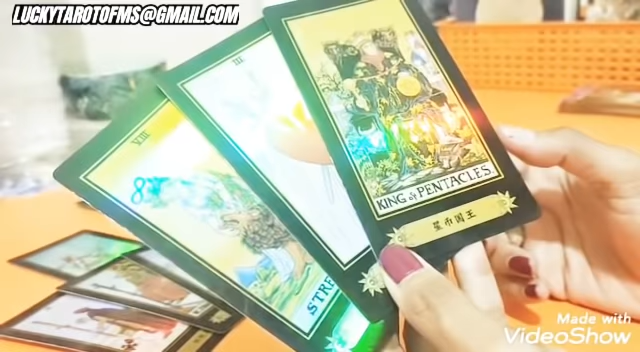 LUCKYTAROTOFMS@GMAIL.COM
III
VIII
KING of PENTACLES.
星币国王
STRE
Made with
VideoShow